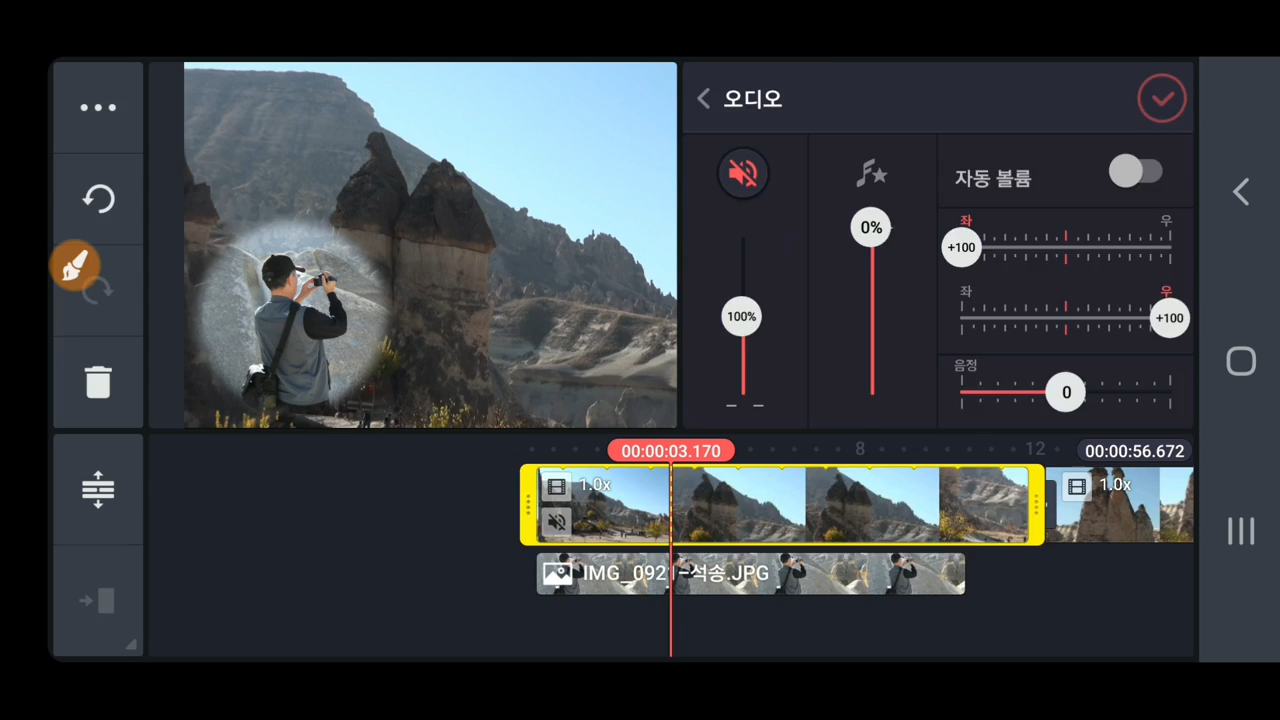 오디오
0%
100%
자동 볼륨
좌 우
+100
좌 우
+100
음정
0
00:00:03.170
8
12
00:00:56.672
1.0x
1.0x
IMG_0921-석송.JPG